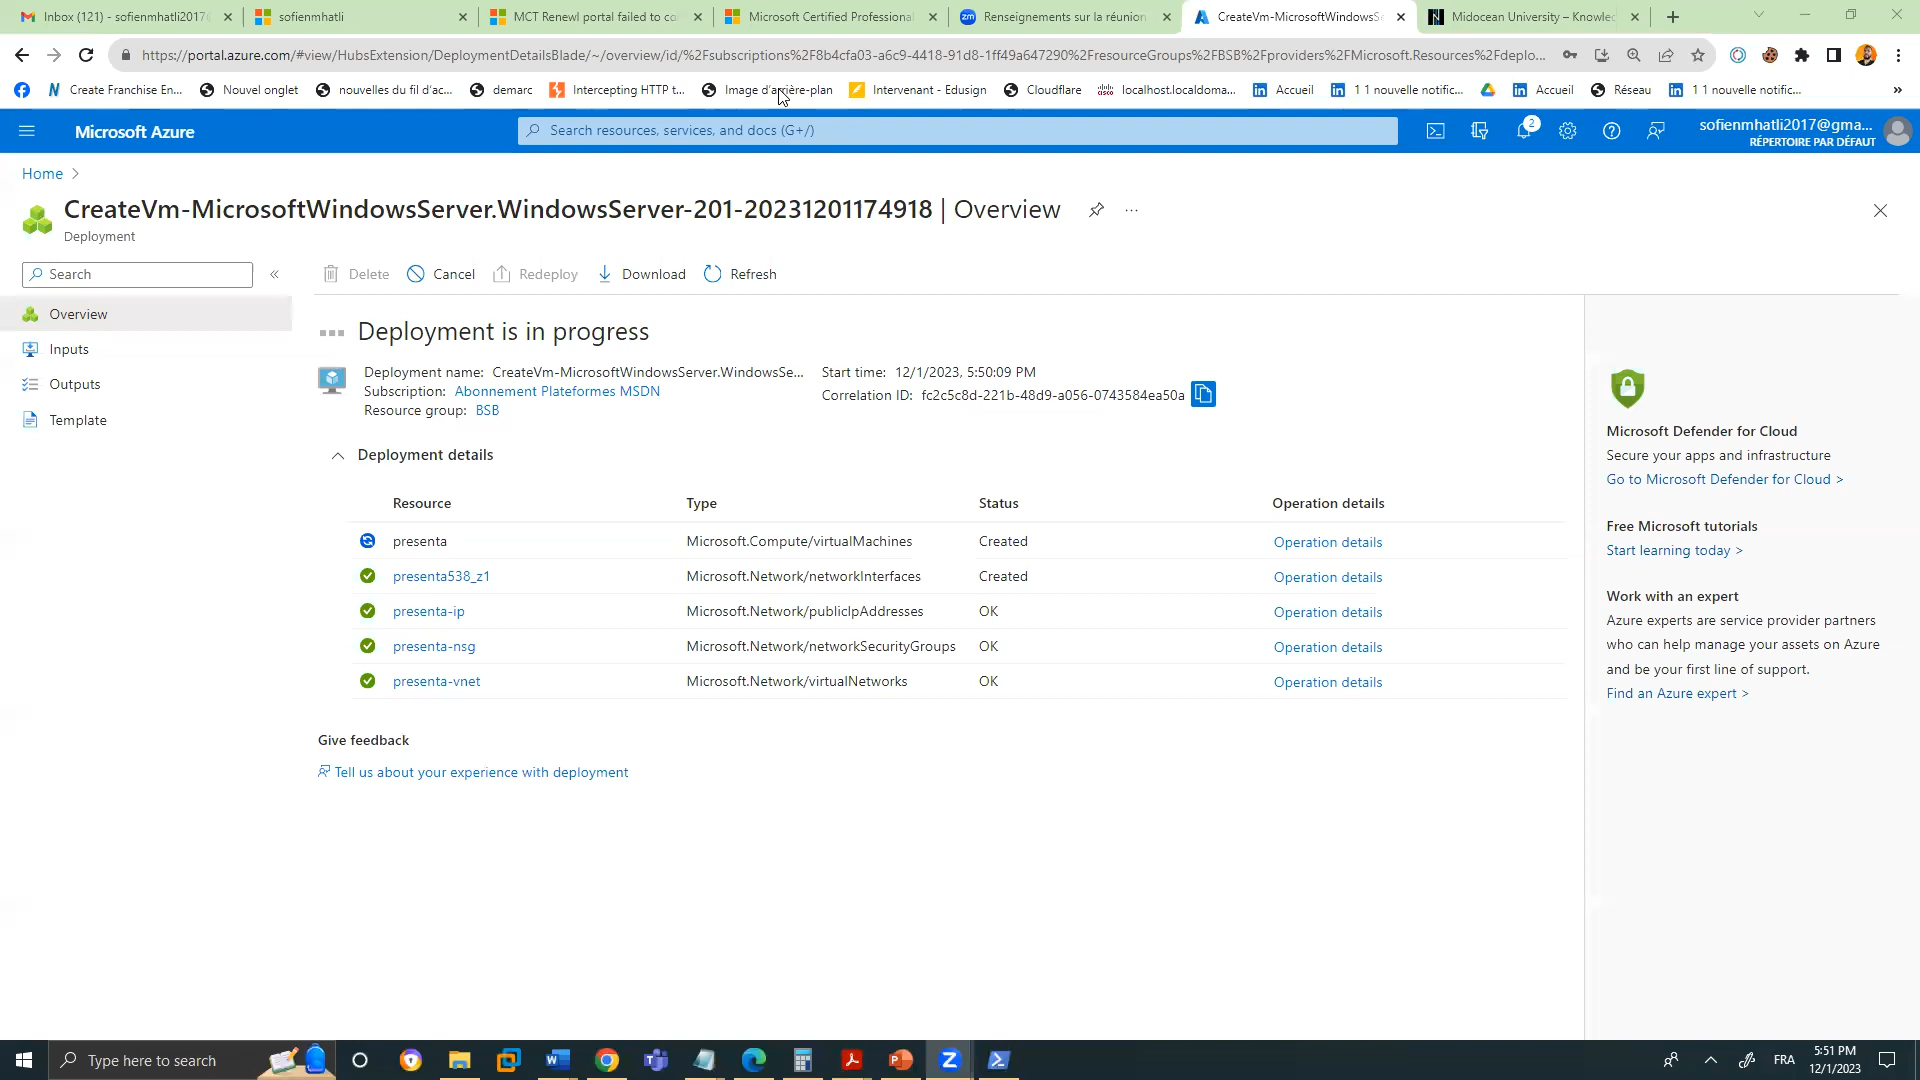 Inbox (121) - sofienmhatli2017@
sofienmhatli
MCT Renewl portal failed to co
Microsoft Certified Professional
Renseignements sur la réunion
CreateVm-MicrosoftWindowsSe
Midocean University – Knowlec
https://portal.azure.com/#view/HubsExtension/DeploymentDetailsBlade/~/overview/id/%2Fsubscriptions%2F8b4cfa03-a6c9-4418-91d8-1ff49a647290%2FresourceGroups%2FBSB%2Fproviders%2FMicrosoft.Resources%2Fdeplo...
Create Franchise En...
Nouvel onglet
nouvelles du fil d'ac...
demarc
Intercepting HTTP t...
Image d'arrière-plan
Intervenant - Edusign
Cloudflare
localhost.localdoma...
Accueil
1 1 nouvelle notific...
Accueil
Réseau
1 1 nouvelle notific...
»
Microsoft Azure
Search resources, services, and docs (G+/)
2
sofienmhatli2017@gma...
RÉPERTOIRE PAR DÉFAUT
Home
CreateVm-MicrosoftWindowsServer.WindowsServer-201-20231201174918 | Overview
Deployment
Search
«
Delete
Cancel
Redeploy
Download
Refresh
Overview
Inputs
Outputs
Template
Deployment is in progress
Deployment name: CreateVm-MicrosoftWindowsServer.WindowsSe...
Subscription: Abonnement Plateformes MSDN
Resource group: BSB
Start time: 12/1/2023, 5:50:09 PM
Correlation ID: fc2c5c8d-221b-48d9-a056-0743584ea50a
Deployment details
Resource Type Status Operation details
presenta Microsoft.Compute/virtualMachines Created Operation details
presenta538_z1 Microsoft.Network/networkInterfaces Created Operation details
presenta-ip Microsoft.Network/publicIpAddresses OK Operation details
presenta-nsg Microsoft.Network/networkSecurityGroups OK Operation details
presenta-vnet Microsoft.Network/virtualNetworks OK Operation details
Give feedback
Tell us about your experience with deployment
Microsoft Defender for Cloud
Secure your apps and infrastructure
Go to Microsoft Defender for Cloud >
Free Microsoft tutorials
Start learning today >
Work with an expert
Azure experts are service provider partners
who can help manage your assets on Azure
and be your first line of support.
Find an Azure expert >
Type here to search
FRA
5:51 PM
12/1/2023